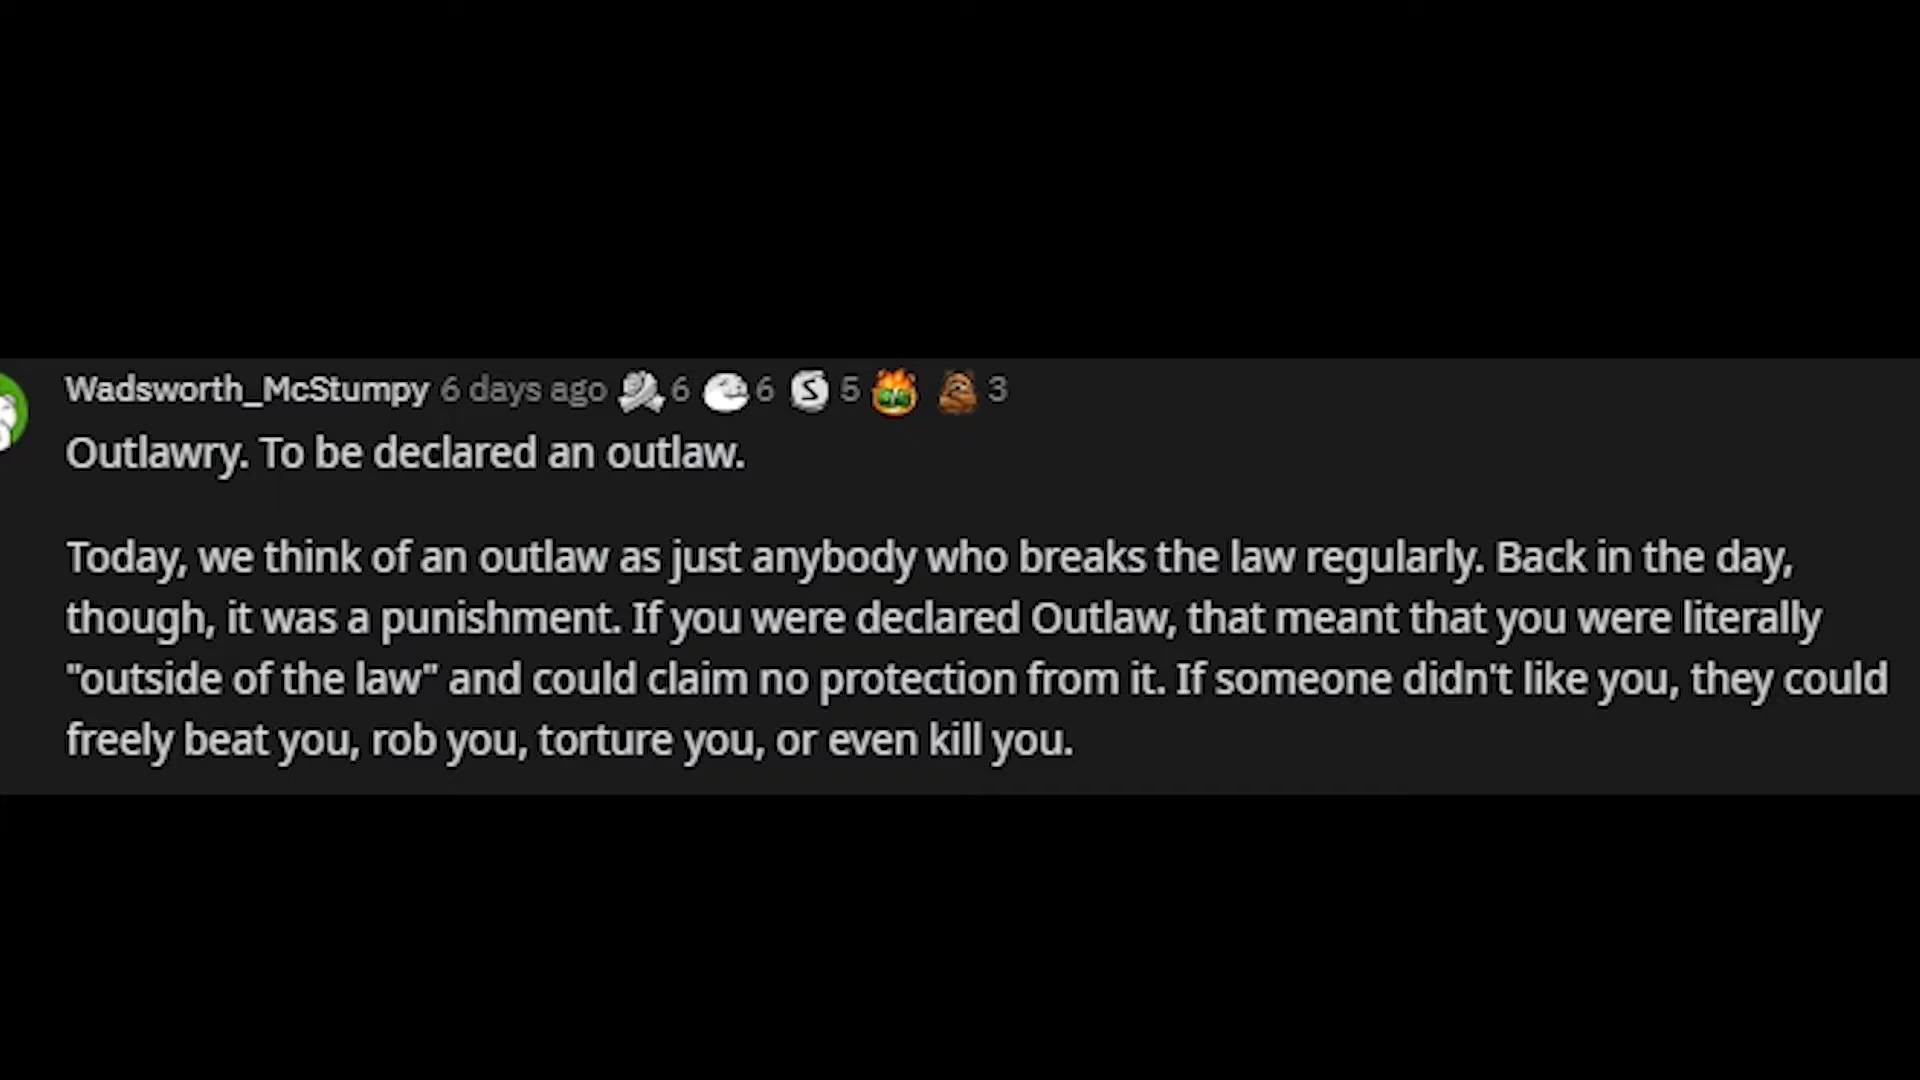 Wadsworth_McStumpy 6 days ago 6 6 5 3
Outlawry. To be declared an outlaw.
Today, we think of an outlaw as just anybody who breaks the law regularly. Back in the day,
though, it was a punishment. If you were declared Outlaw, that meant that you were literally
"outside of the law" and could claim no protection from it. If someone didn't like you, they could
freely beat you, rob you, torture you, or even kill you.